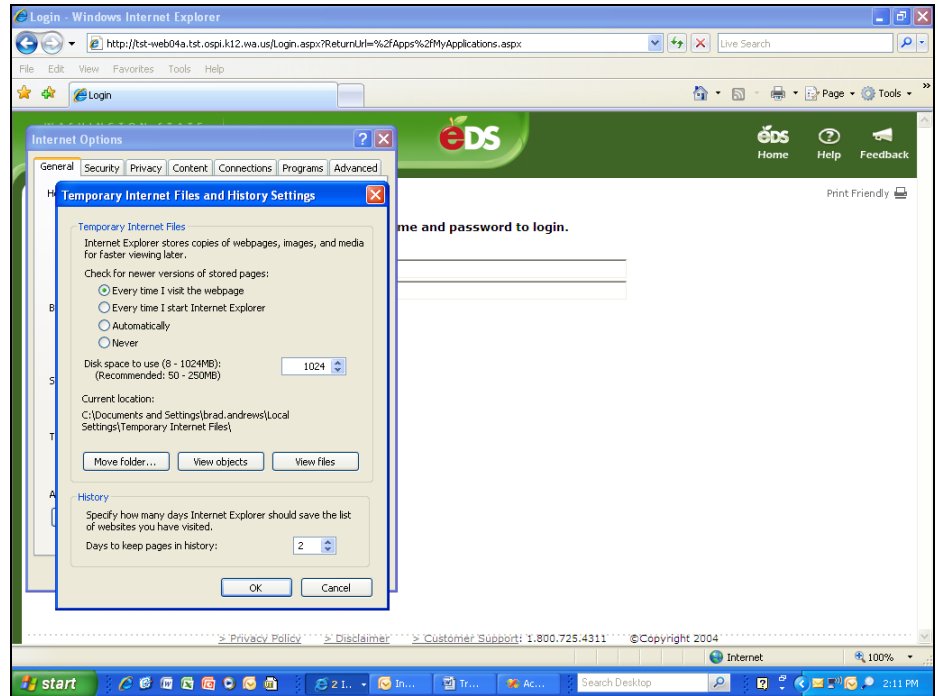 Login - Windows Internet Explorer
http://tst-web04a.tst.ospi.k12.wa.us/Login.aspx?ReturnUrl=%2fApps%2fMyApplications.aspx
Live Search
File Edit View Favorites Tools Help
Login
Page Tools »
eDS
eDS
Home Help Feedback
Print Friendly
me and password to login.
Internet Options
General Security Privacy Content Connections Programs Advanced
Temporary Internet Files and History Settings
Temporary Internet Files
Internet Explorer stores copies of webpages, images, and media
for faster viewing later.
Check for newer versions of stored pages:
Every time I visit the webpage
Every time I start Internet Explorer
Automatically
Never
Disk space to use (8 - 1024MB):
(Recommended: 50 - 250MB)
1024
Current location:
C:\Documents and Settings\brad.andrews\Local
Settings\Temporary Internet Files\
Move folder... View objects View files
History
Specify how many days Internet Explorer should save the list
of websites you have visited.
Days to keep pages in history: 2
OK Cancel
> Privacy Policy > Disclaimer > Customer Support: 1.800.725.4311 ©Copyright 2004
Internet 100%
start 2 I.. In... Tr... Ac... Search Desktop 2:11 PM